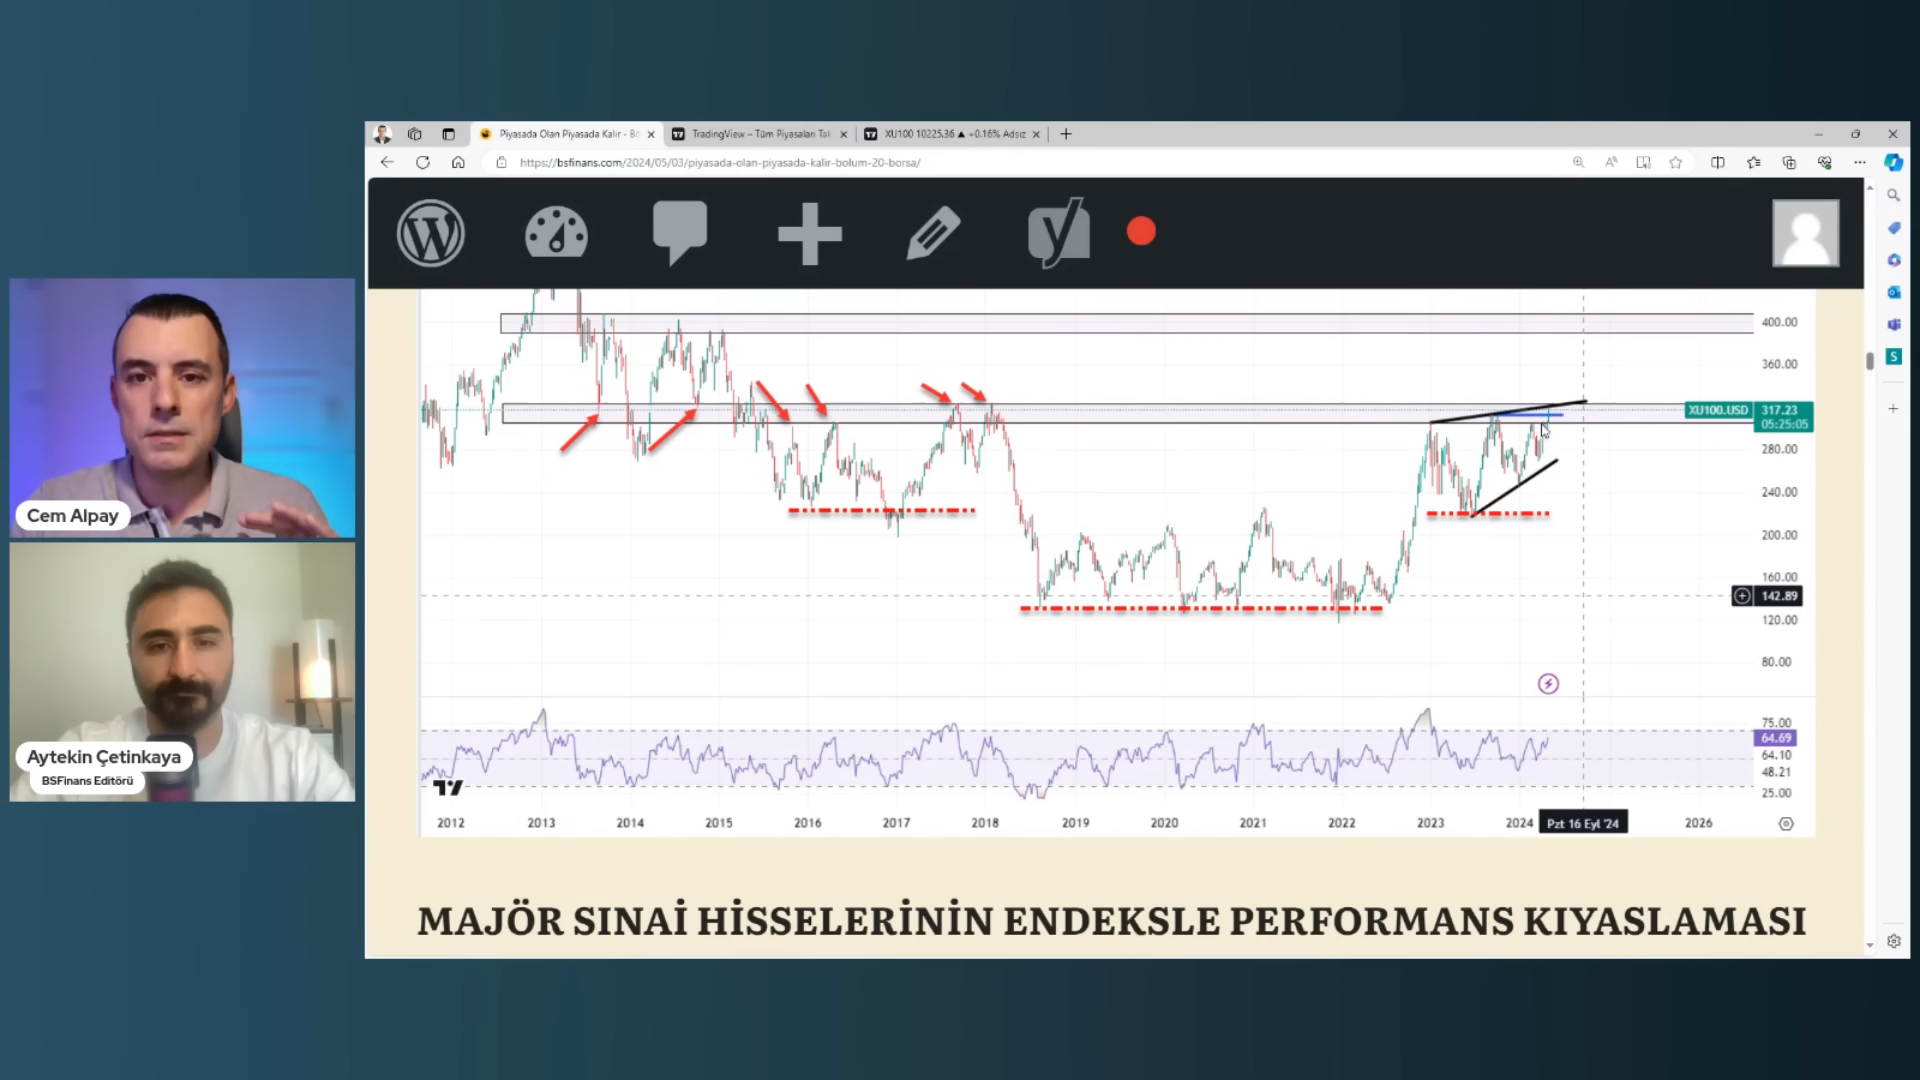 Piyasada Olan Piyasada Kalır - Bo
TradingView – Tüm Piyasaları Tak
XU100 10225.36 ▲ +0.16% Adsız
https://bsfinans.com/2024/05/03/piyasada-olan-piyasada-kalir-bolum-20-borsa/
Cem Alpay
Aytekin Çetinkaya
BSFinans Editörü
400.00
360.00
XU100.USD 317.23
05:25:05
280.00
240.00
200.00
160.00
142.89
120.00
80.00
75.00
64.69
64.10
48.21
25.00
2012 2013 2014 2015 2016 2017 2018 2019 2020 2021 2022 2023 2024 Pzt 16 Eyl '24 2026
MAJÖR SINAİ HİSSELERİNİN ENDEKSLE PERFORMANS KIYASLAMASI